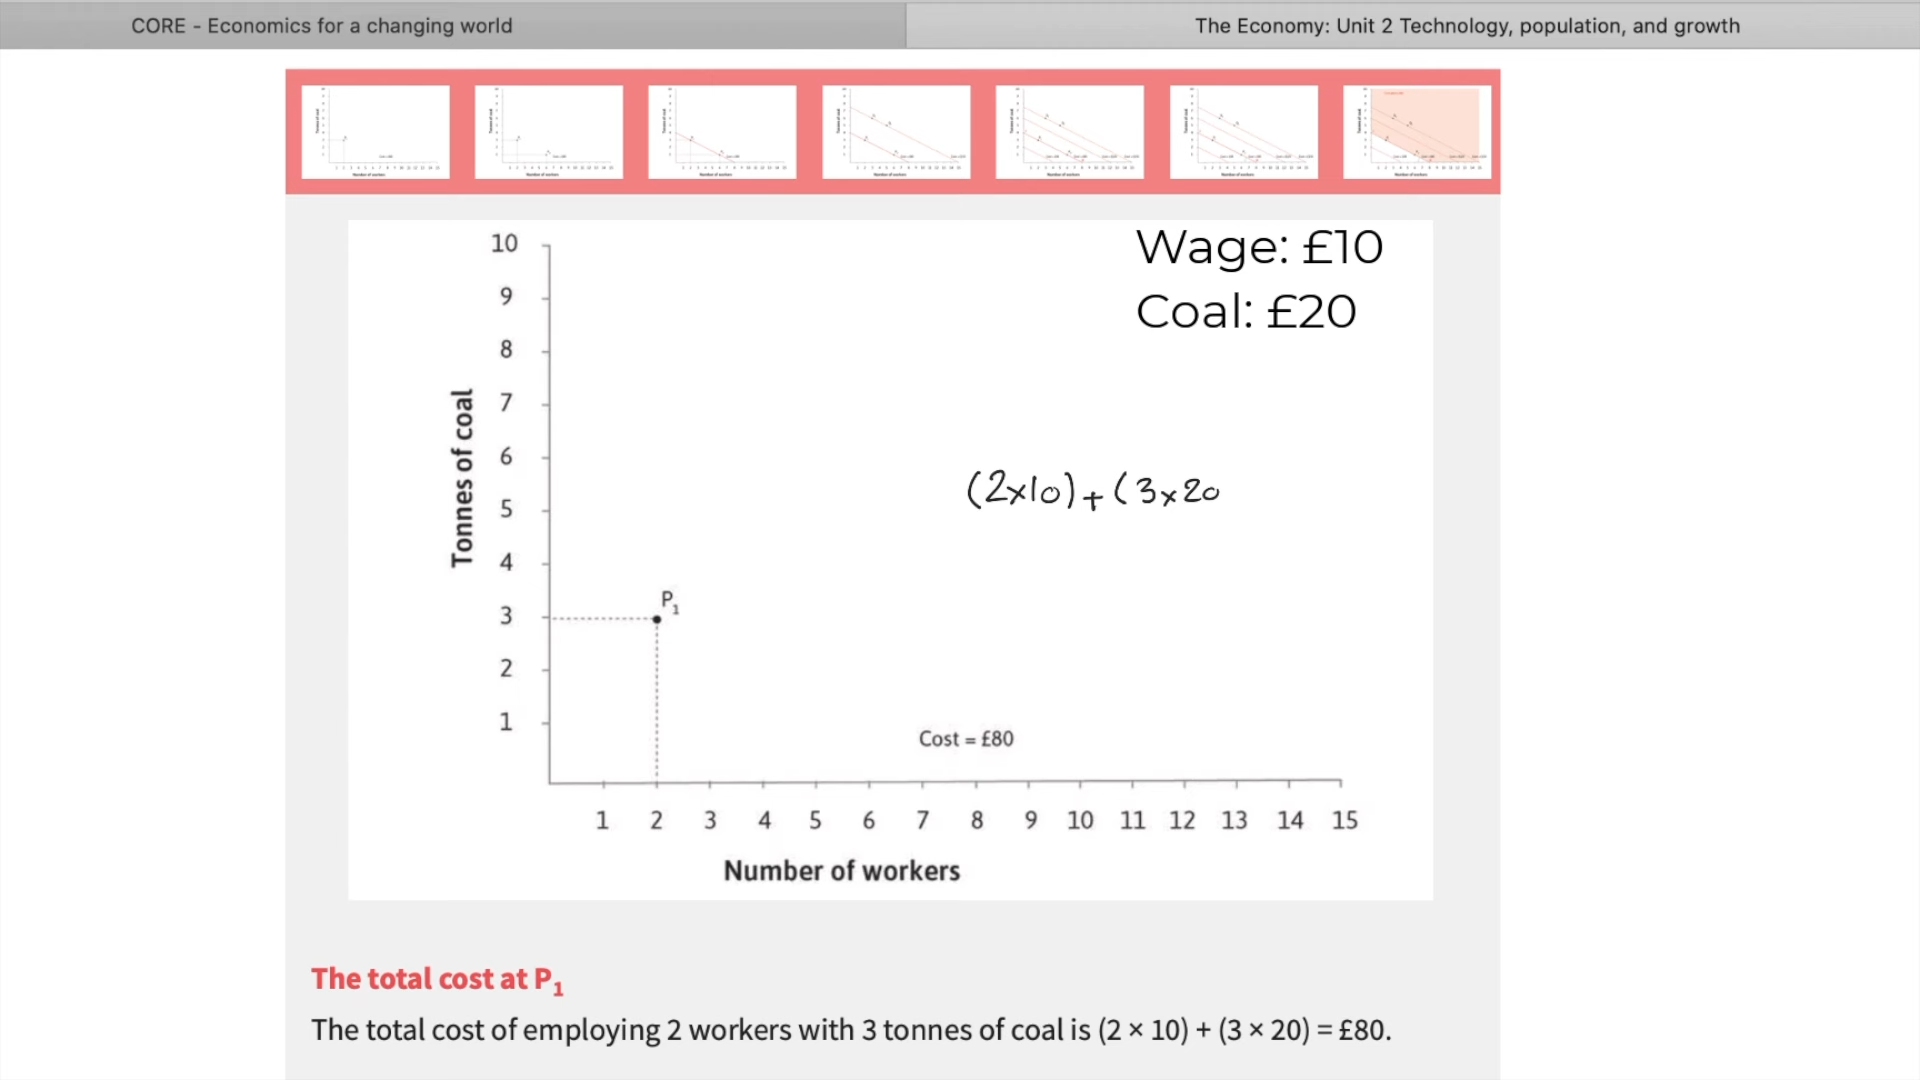 CORE - Economics for a changing world
The Economy: Unit 2 Technology, population, and growth
Wage: £10
Coal: £20
10
9
8
7
6
5
4
3
2
1
Tonnes of coal
(2x10)+(3x20
P1
Cost = £80
1 2 3 4 5 6 7 8 9 10 11 12 13 14 15
Number of workers
The total cost at P1
The total cost of employing 2 workers with 3 tonnes of coal is (2 × 10) + (3 × 20) = £80.